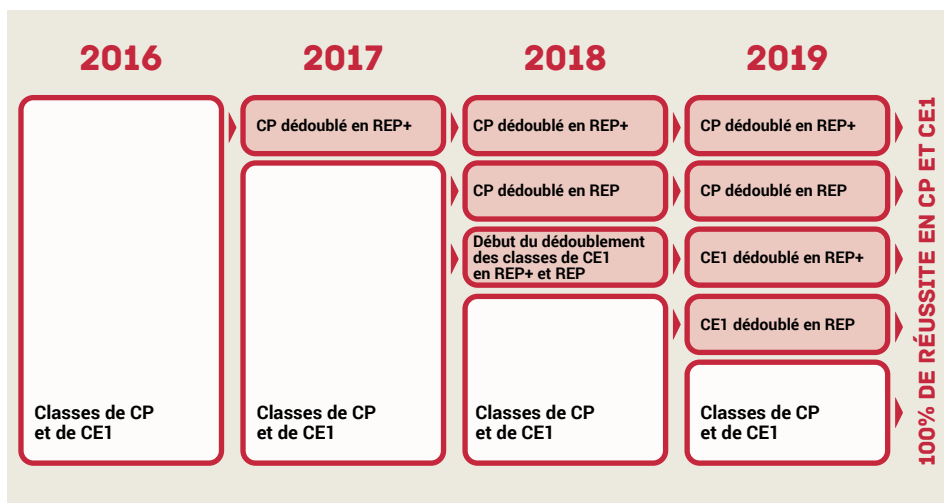 2016
2017
2018
2019
CP dédoublé en REP+
CP dédoublé en REP+
CP dédoublé en REP+
CP dédoublé en REP
CP dédoublé en REP
Début du dédoublement
des classes de CE1
en REP+ et REP
CE1 dédoublé en REP+
CE1 dédoublé en REP
Classes de CP
et de CE1
Classes de CP
et de CE1
Classes de CP
et de CE1
Classes de CP
et de CE1
100% DE RÉUSSITE EN CP ET CE1